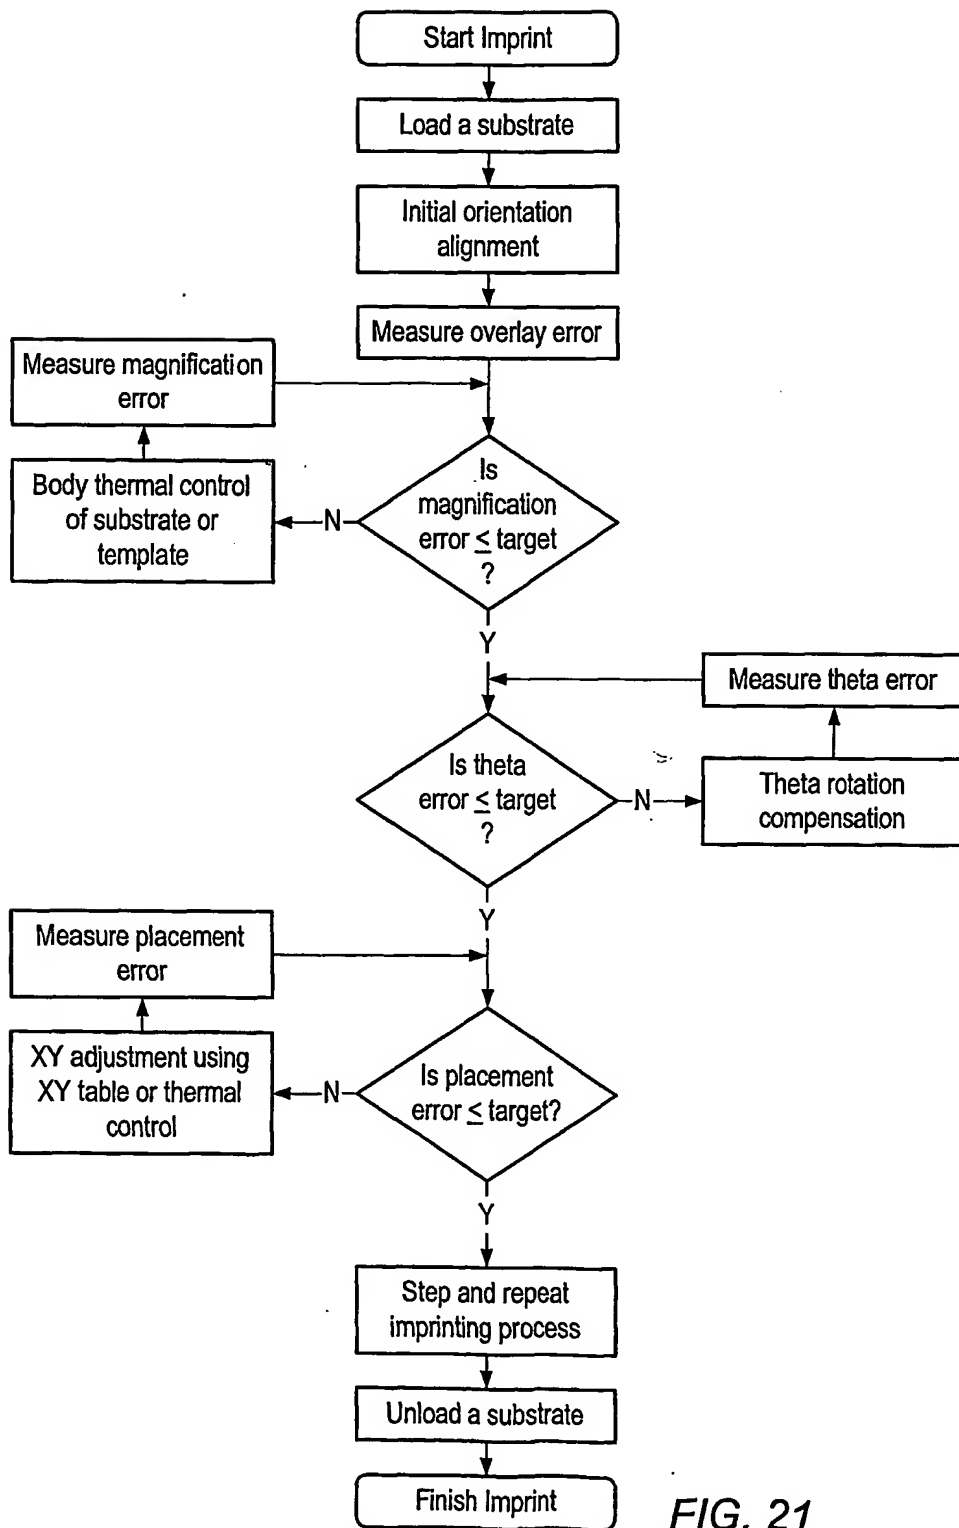 Start Imprint
Load a substrate
Initial orientation
alignment
Measure overlay error
Measure magnification
error
Body thermal control
of substrate or
template
N
Is
magnification
error ≤ target
?
Y
Measure theta error
Is theta
error ≤ target
?
N
Theta rotation
compensation
Y
Measure placement
error
XY adjustment using
XY table or thermal
control
N
Is placement
error ≤ target?
Y
Step and repeat
imprinting process
Unload a substrate
Finish Imprint
FIG. 21